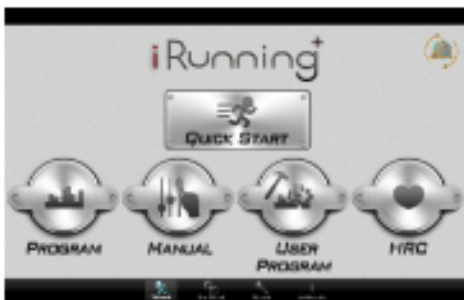 iRunning+
QUICK START
PROGRAM
MANUAL
USER
PROGRAM
HRC